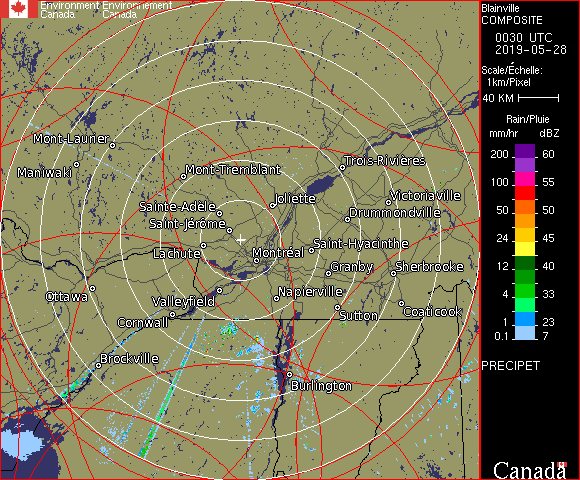 Environment Environnement
Canada Canada
Blainville
COMPOSITE
0030 UTC
2019-05-28
Scale/Échelle:
1km/Pixel
40 KM
Rain/Pluie
mm/hr dBZ
200 60
100 55
50 50
24 45
12 40
4 33
1 23
0.1 7
PRECIPET
Canada
Mont-Laurier
Maniwaki
Mont-Tremblant
Trois-Rivières
Sainte-Adèle
Joliette
Victoriaville
Saint-Jérôme
Drummondville
Lachute
Montréal
Saint-Hyacinthe
Granby
Sherbrooke
Ottawa
Valleyfield
Napierville
Cornwall
Sutton
Coaticook
Brockville
Burlington